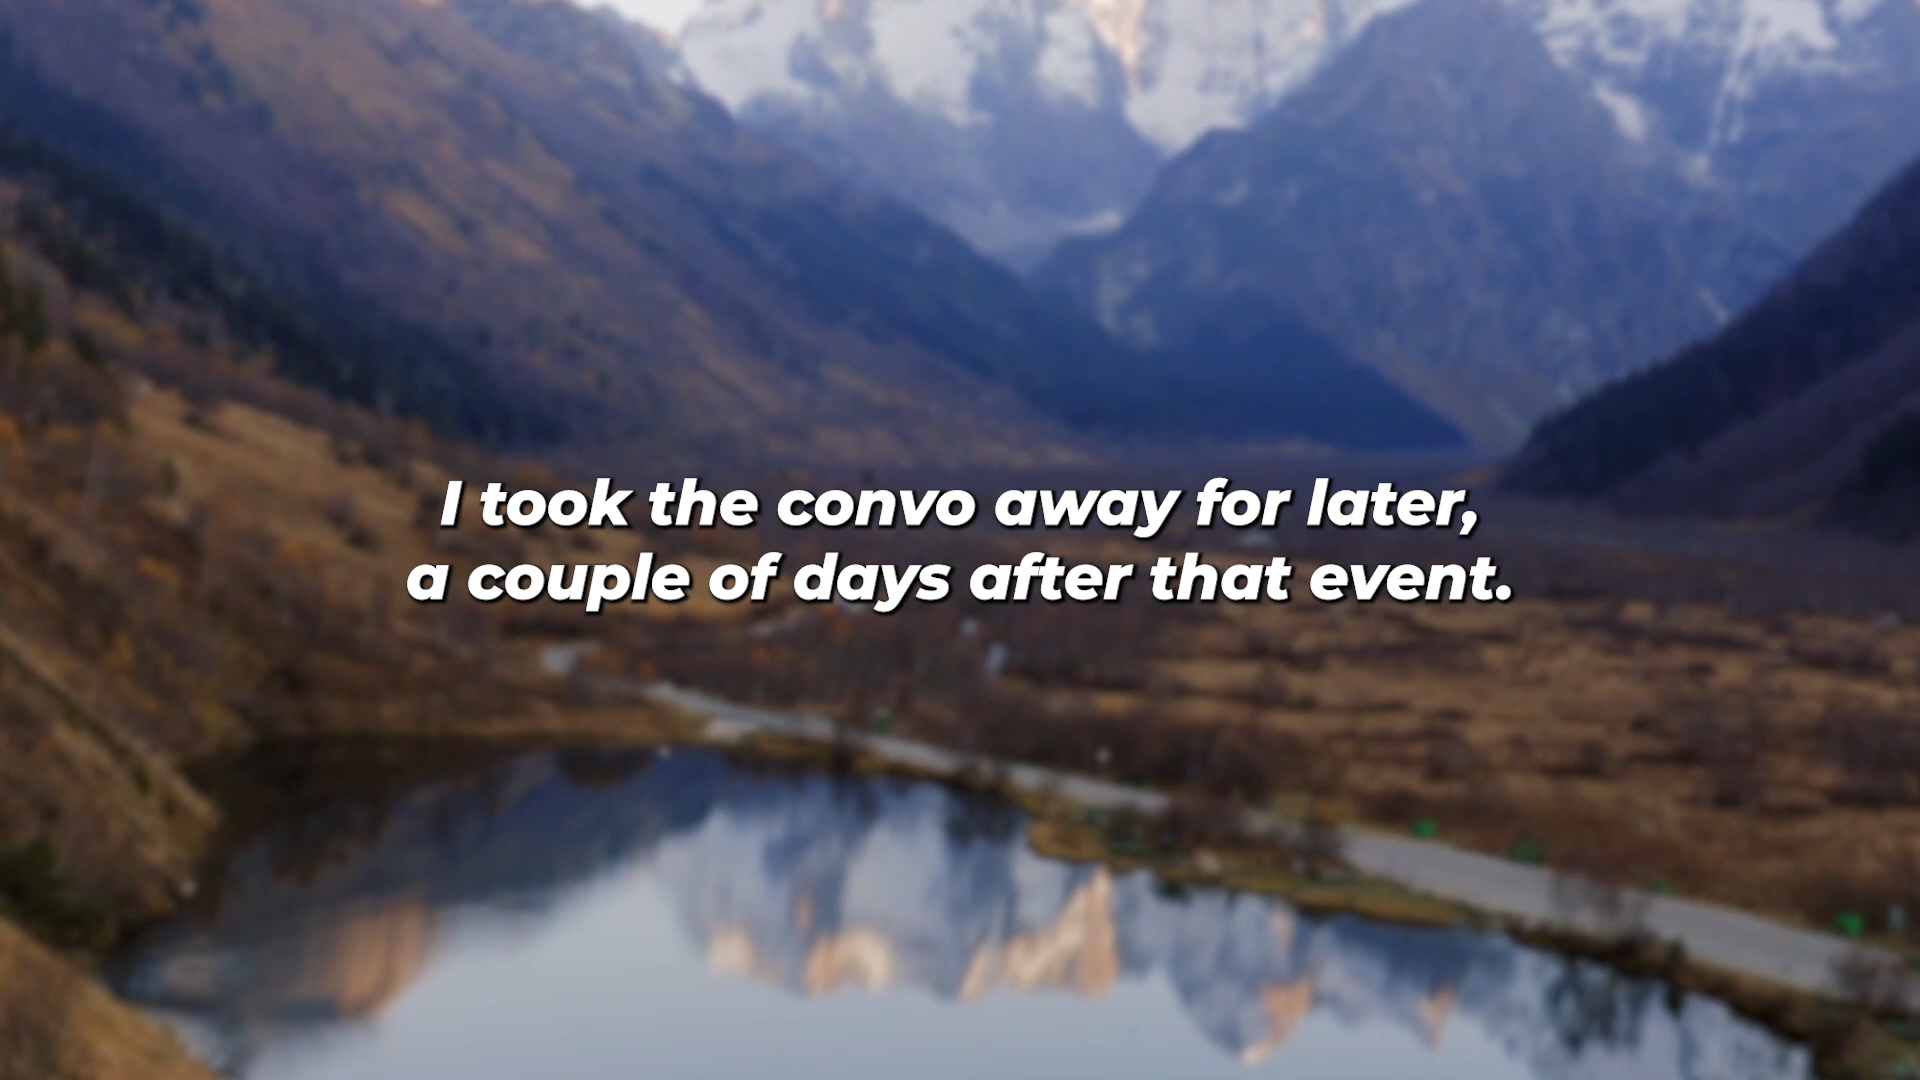 I took the convo away for later,
a couple of days after that event.